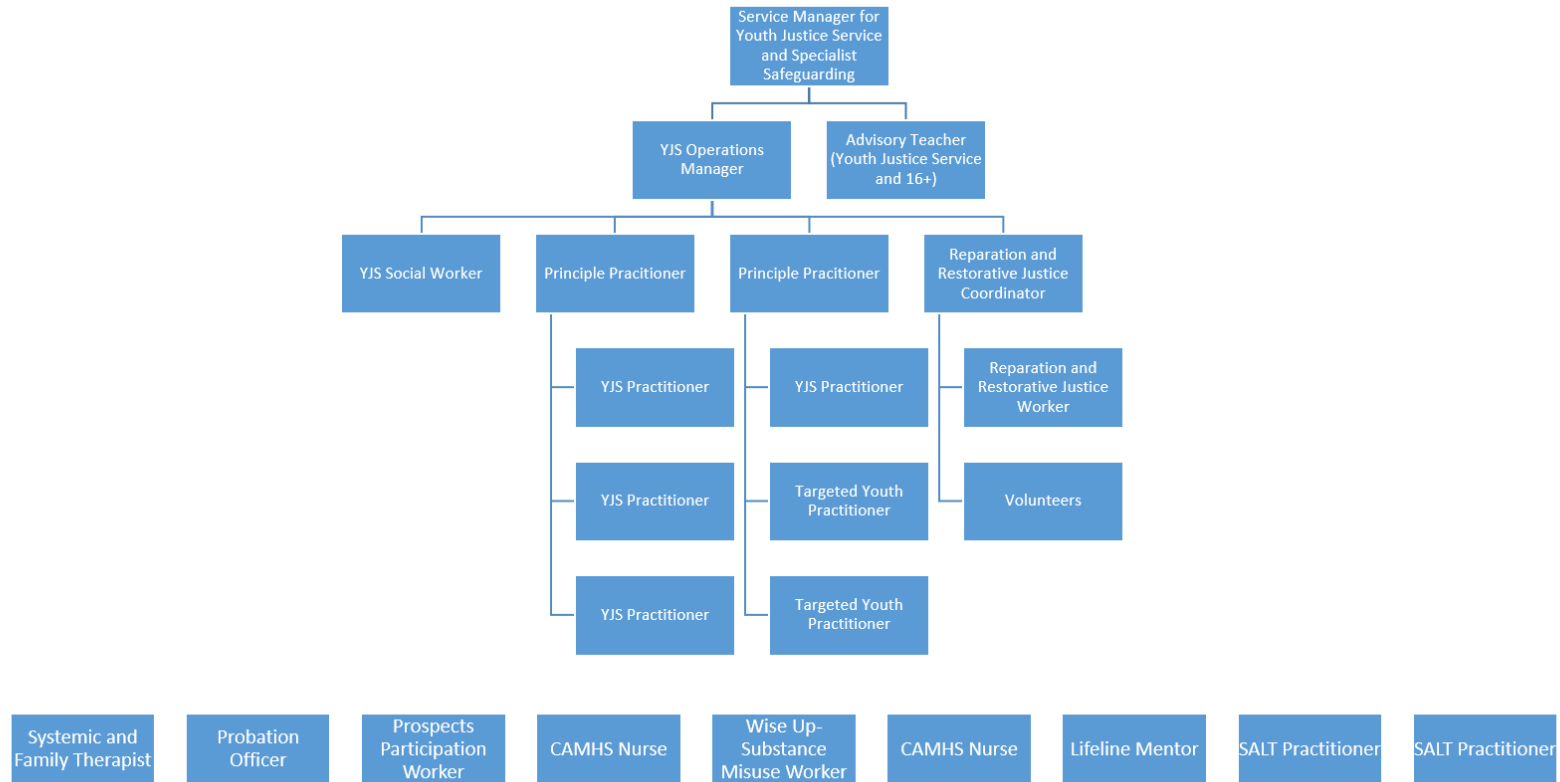 Service Manager for
Youth Justice Service
and Specialist
Safeguarding
YJS Operations
Manager
Advisory Teacher
(Youth Justice Service
and 16+)
YJS Social Worker
Principle Pracitioner
Principle Pracitioner
Reparation and
Restorative Justice
Coordinator
YJS Practitioner
YJS Practitioner
Reparation and
Restorative Justice
Worker
YJS Practitioner
Targeted Youth
Practitioner
Volunteers
YJS Practitioner
Targeted Youth
Practitioner
Systemic and
Family Therapist
Probation
Officer
Prospects
Participation
Worker
CAMHS Nurse
Wise Up-
Substance
Misuse Worker
CAMHS Nurse
Lifeline Mentor
SALT Practitioner
SALT Practitioner